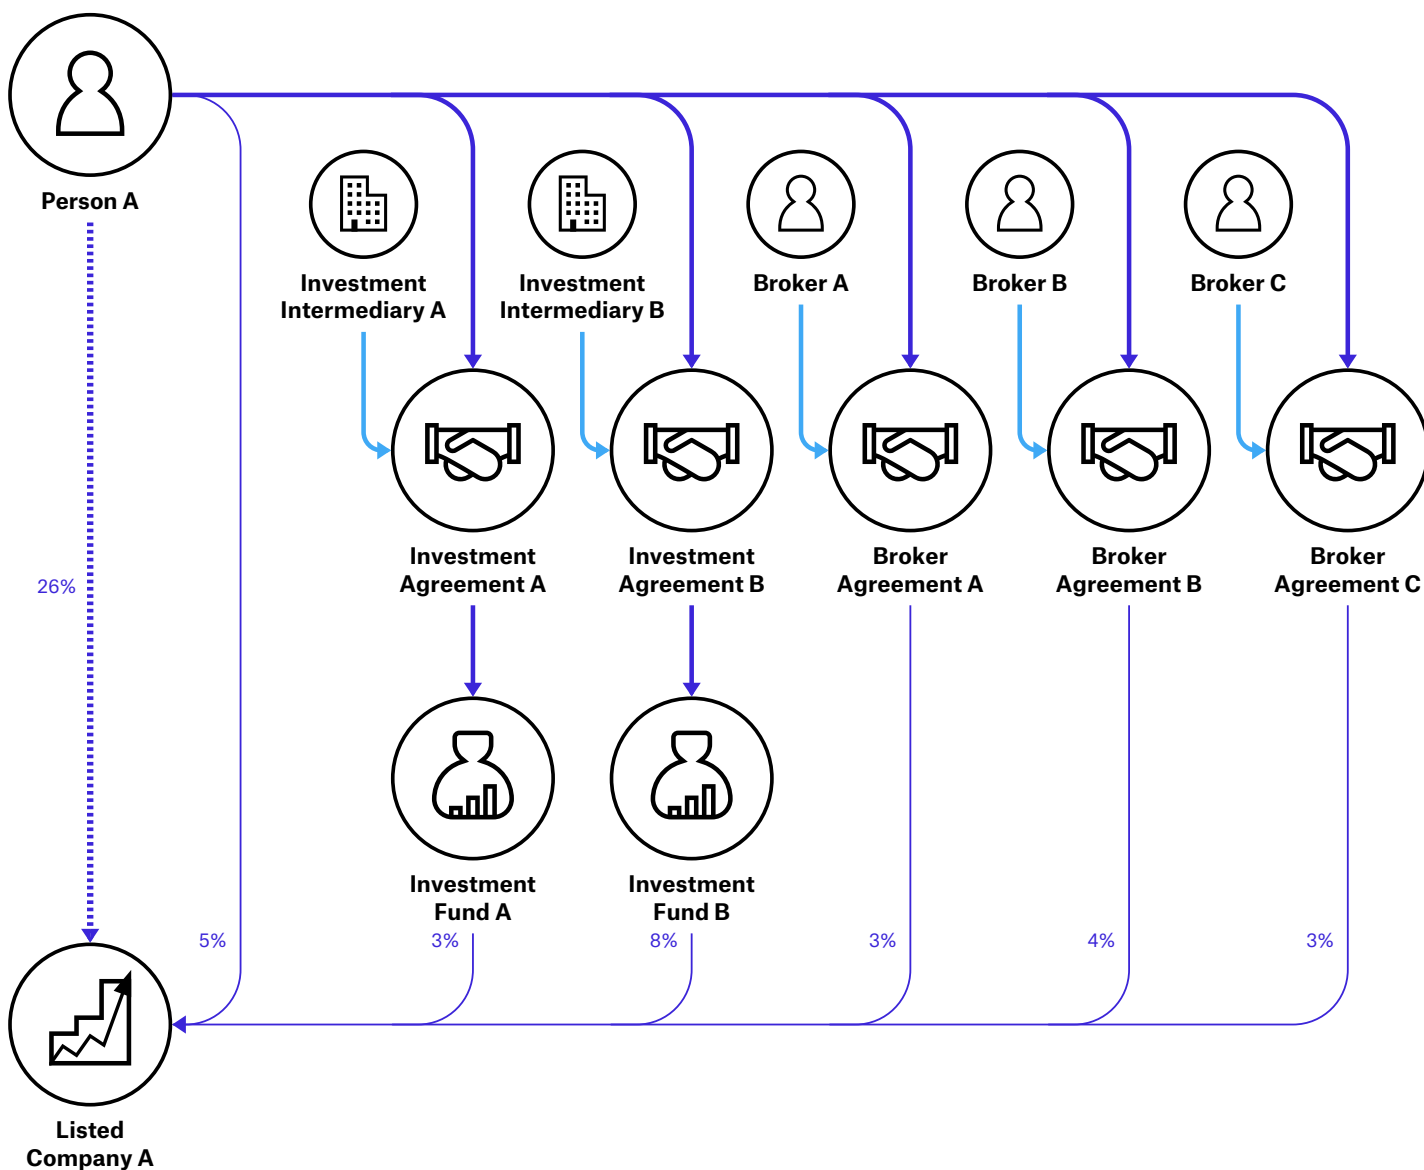 Person A
Investment
Intermediary A
Investment
Intermediary B
Broker A
Broker B
Broker C
Investment
Agreement A
Investment
Agreement B
Broker
Agreement A
Broker
Agreement B
Broker
Agreement C
26%
Investment
Fund A
Investment
Fund B
5%
3%
8%
3%
4%
3%
Listed
Company A